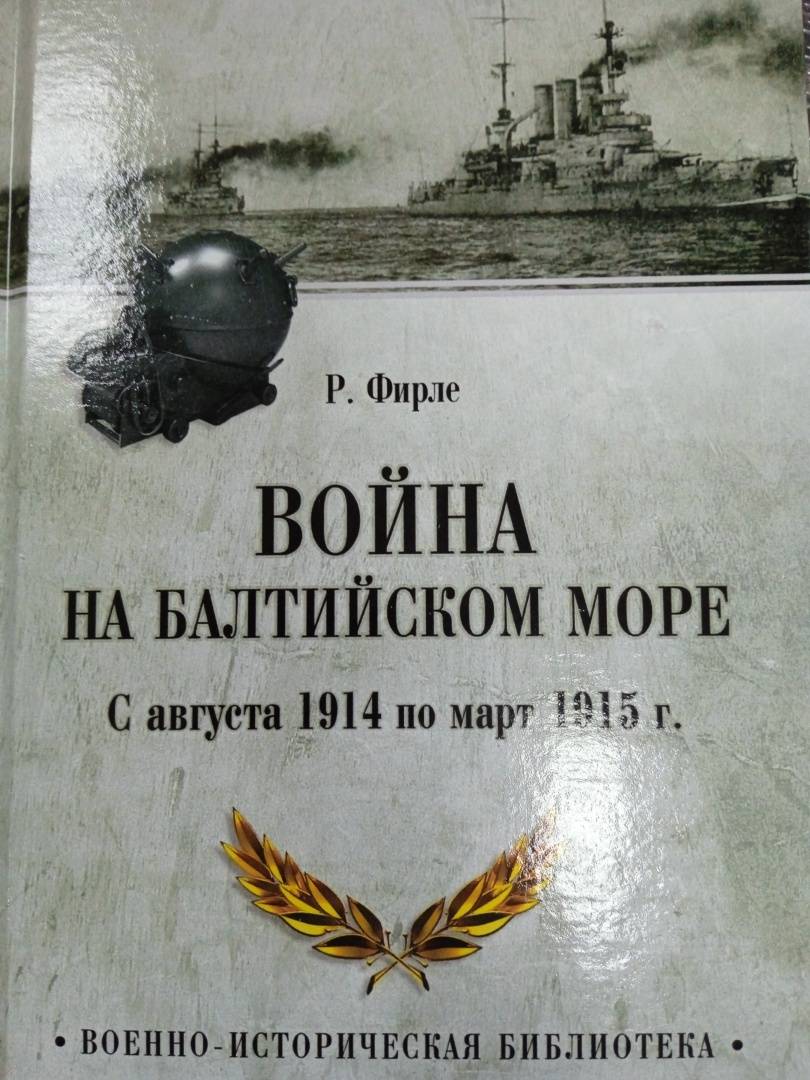 Р. Фирле
ВОЙНА
НА БАЛТИЙСКОМ МОРЕ
С августа 1914 по март 1915 г.
• ВОЕННО-ИСТОРИЧЕСКАЯ БИБЛИОТЕКА •